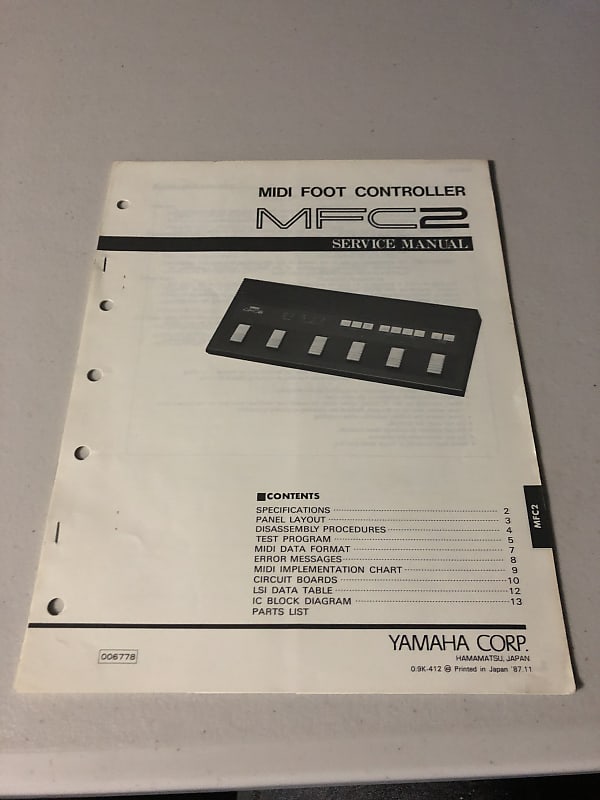 MIDI FOOT CONTROLLER
MFC2
SERVICE MANUAL
■CONTENTS
SPECIFICATIONS 2
PANEL LAYOUT 3
DISASSEMBLY PROCEDURES 4
TEST PROGRAM 5
MIDI DATA FORMAT 7
ERROR MESSAGES 8
MIDI IMPLEMENTATION CHART 9
CIRCUIT BOARDS 10
LSI DATA TABLE 12
IC BLOCK DIAGRAM 13
PARTS LIST
MFC2
YAMAHA CORP.
HAMAMATSU, JAPAN
006778
Printed in Japan '87.11